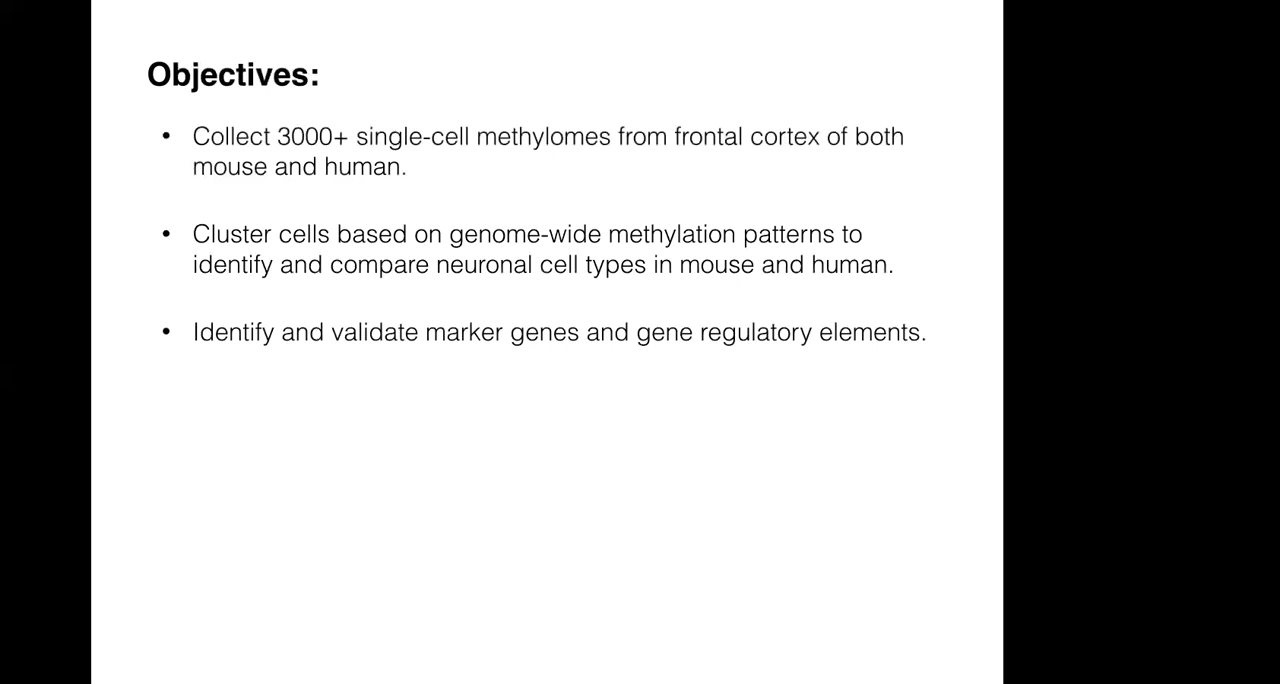 Objectives:
• Collect 3000+ single-cell methylomes from frontal cortex of both
mouse and human.
• Cluster cells based on genome-wide methylation patterns to
identify and compare neuronal cell types in mouse and human.
• Identify and validate marker genes and gene regulatory elements.